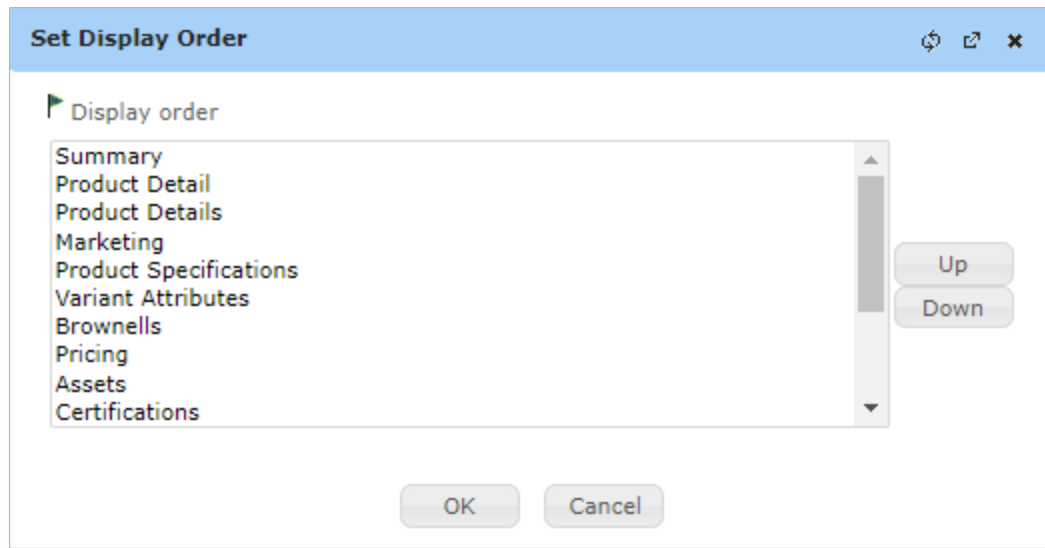 Set Display Order
Display order
Summary
Product Detail
Product Details
Marketing
Product Specifications
Variant Attributes
Brownells
Pricing
Assets
Certifications
Up
Down
OK
Cancel